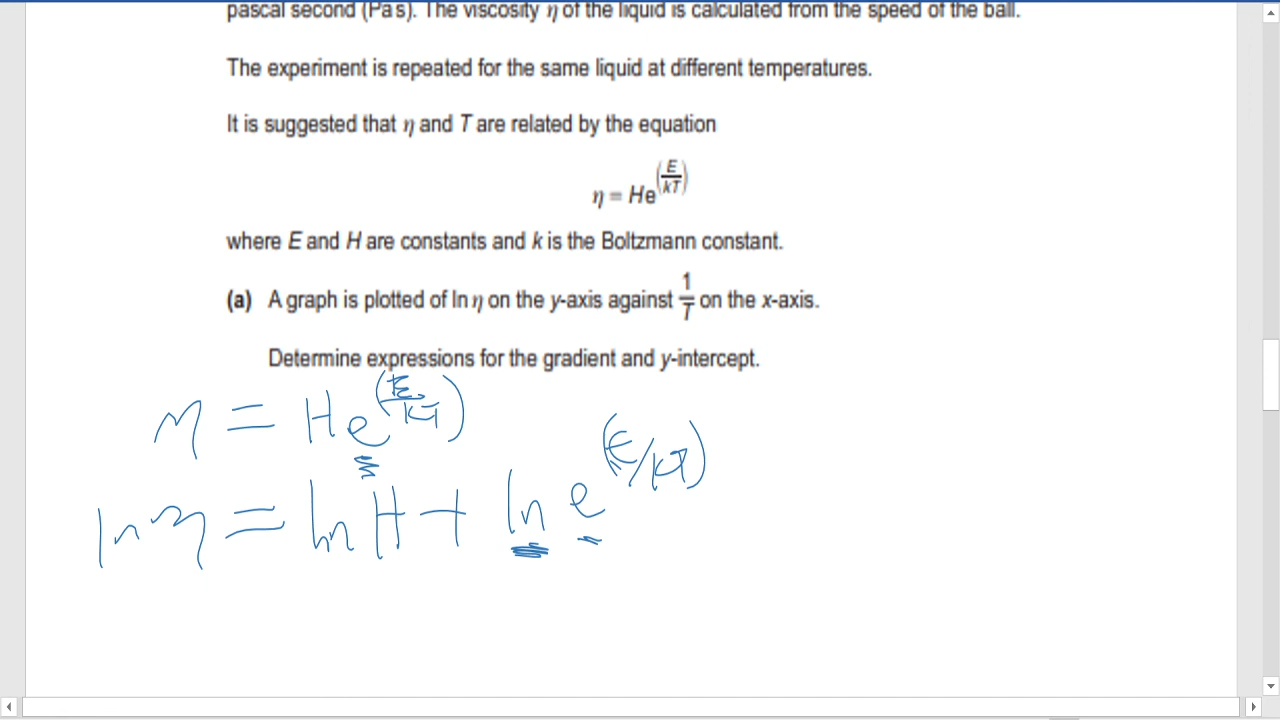 pascal second (Pa s). The viscosity η of the liquid is calculated from the speed of the ball.
The experiment is repeated for the same liquid at different temperatures.
It is suggested that η and T are related by the equation
η = He^(E/kT)
where E and H are constants and k is the Boltzmann constant.
(a) A graph is plotted of ln η on the y-axis against 1/T on the x-axis.
Determine expressions for the gradient and y-intercept.
η = He^(E/kT)
ln η = ln H + ln e^(E/kT)